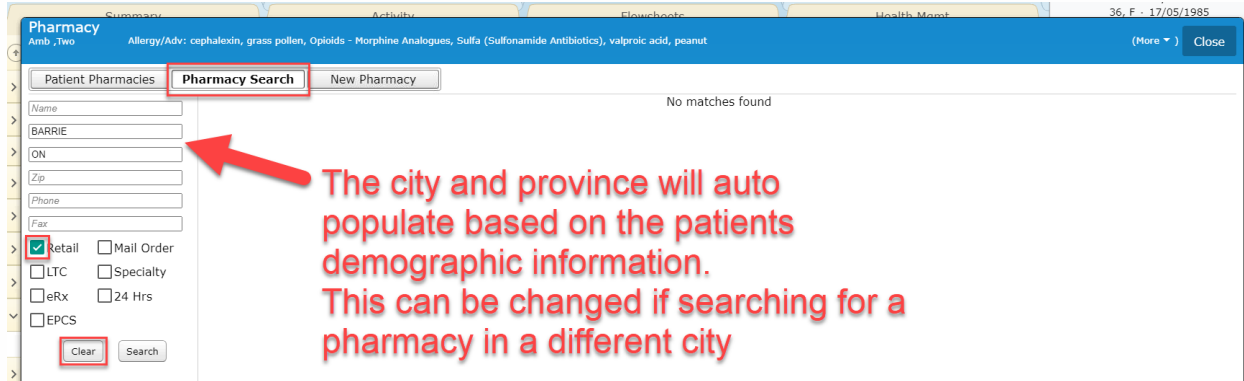 Summary Activity Flowsheets Health Mgmt 36, F · 17/05/1985
Pharmacy
Amb ,Two Allergy/Adv: cephalexin, grass pollen, Opioids - Morphine Analogues, Sulfa (Sulfonamide Antibiotics), valproic acid, peanut (More ) Close
Patient Pharmacies Pharmacy Search New Pharmacy
No matches found
Name
BARRIE
ON
Zip
Phone
Fax
Retail Mail Order
LTC Specialty
eRx 24 Hrs
EPCS
Clear Search
The city and province will auto
populate based on the patients
demographic information.
This can be changed if searching for a
pharmacy in a different city